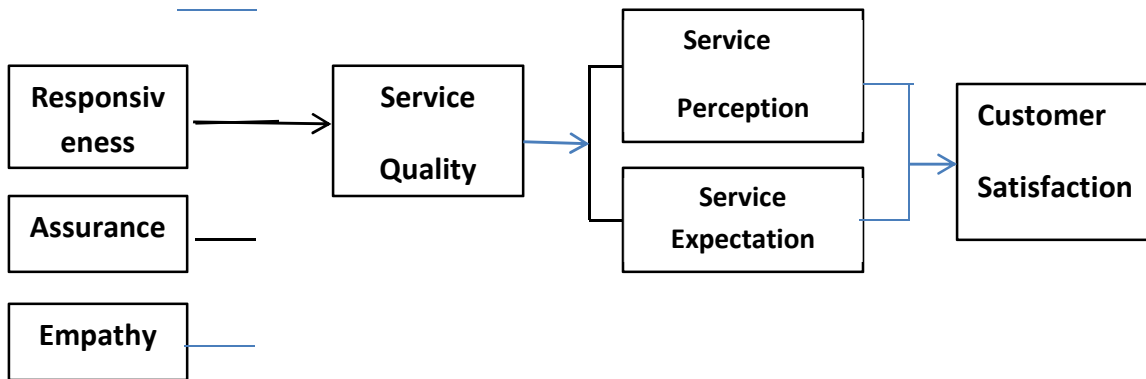 Responsiv
eness
Assurance
Empathy
Service
Quality
Service
Perception
Service
Expectation
Customer
Satisfaction